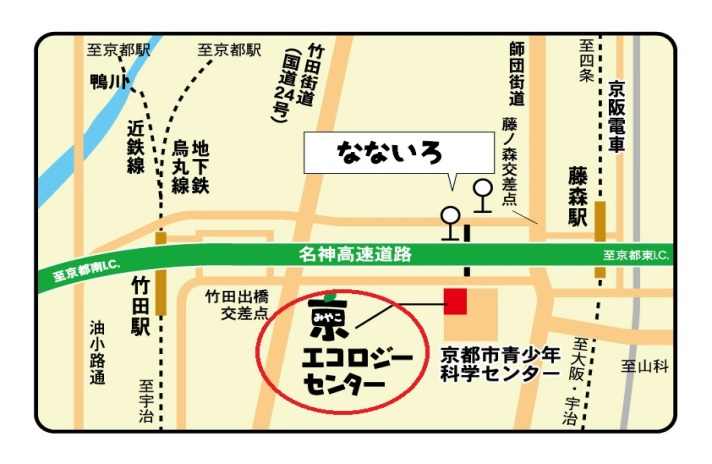 至京都駅
至京都駅
鴨川
近鉄線
地下鉄
烏丸線
竹田街道
（国道24号）
師団街道
藤ノ森交差点
至四条
京阪電車
藤森駅
なないろ
名神高速道路
至京都南I.C.
至京都東I.C.
竹田駅
油小路通
至宇治
竹田出橋
交差点
京
みやこ
エコロジー
センター
京都市青少年
科学センター
至大阪・宇治
至山科